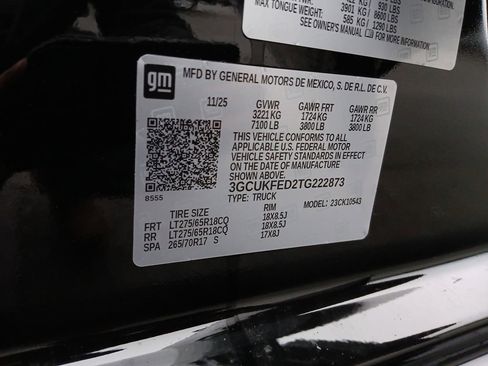 930 LBS
MAX TONGUE WEIGHT: 3901 KG 8600 LBS
585 KG 1290 LBS
SEE OWNER'S MANUAL FOR MORE INFORMATION.
gm
MFD BY GENERAL MOTORS DE MEXICO, S. DE R.L. DE C.V.
11/25 GVWR GAWR FRT GAWR RR
3221 KG 1724 KG 1724 KG
7100 LB 3800 LB 3800 LB
THIS VEHICLE CONFORMS TO ALL
APPLICABLE U.S. FEDERAL MOTOR
VEHICLE SAFETY STANDARDS IN EFFECT
ON THE DATE OF MANUFACTURE
SHOWN ABOVE.
3GCUKFED2TG222873
8555 TYPE: TRUCK MODEL: 23CK10543
TIRE SIZE RIM
FRT LT275/65R18CQ 18X8.5J
RR LT275/65R18CQ 18X8.5J
SPA 265/70R17 S 17X8J